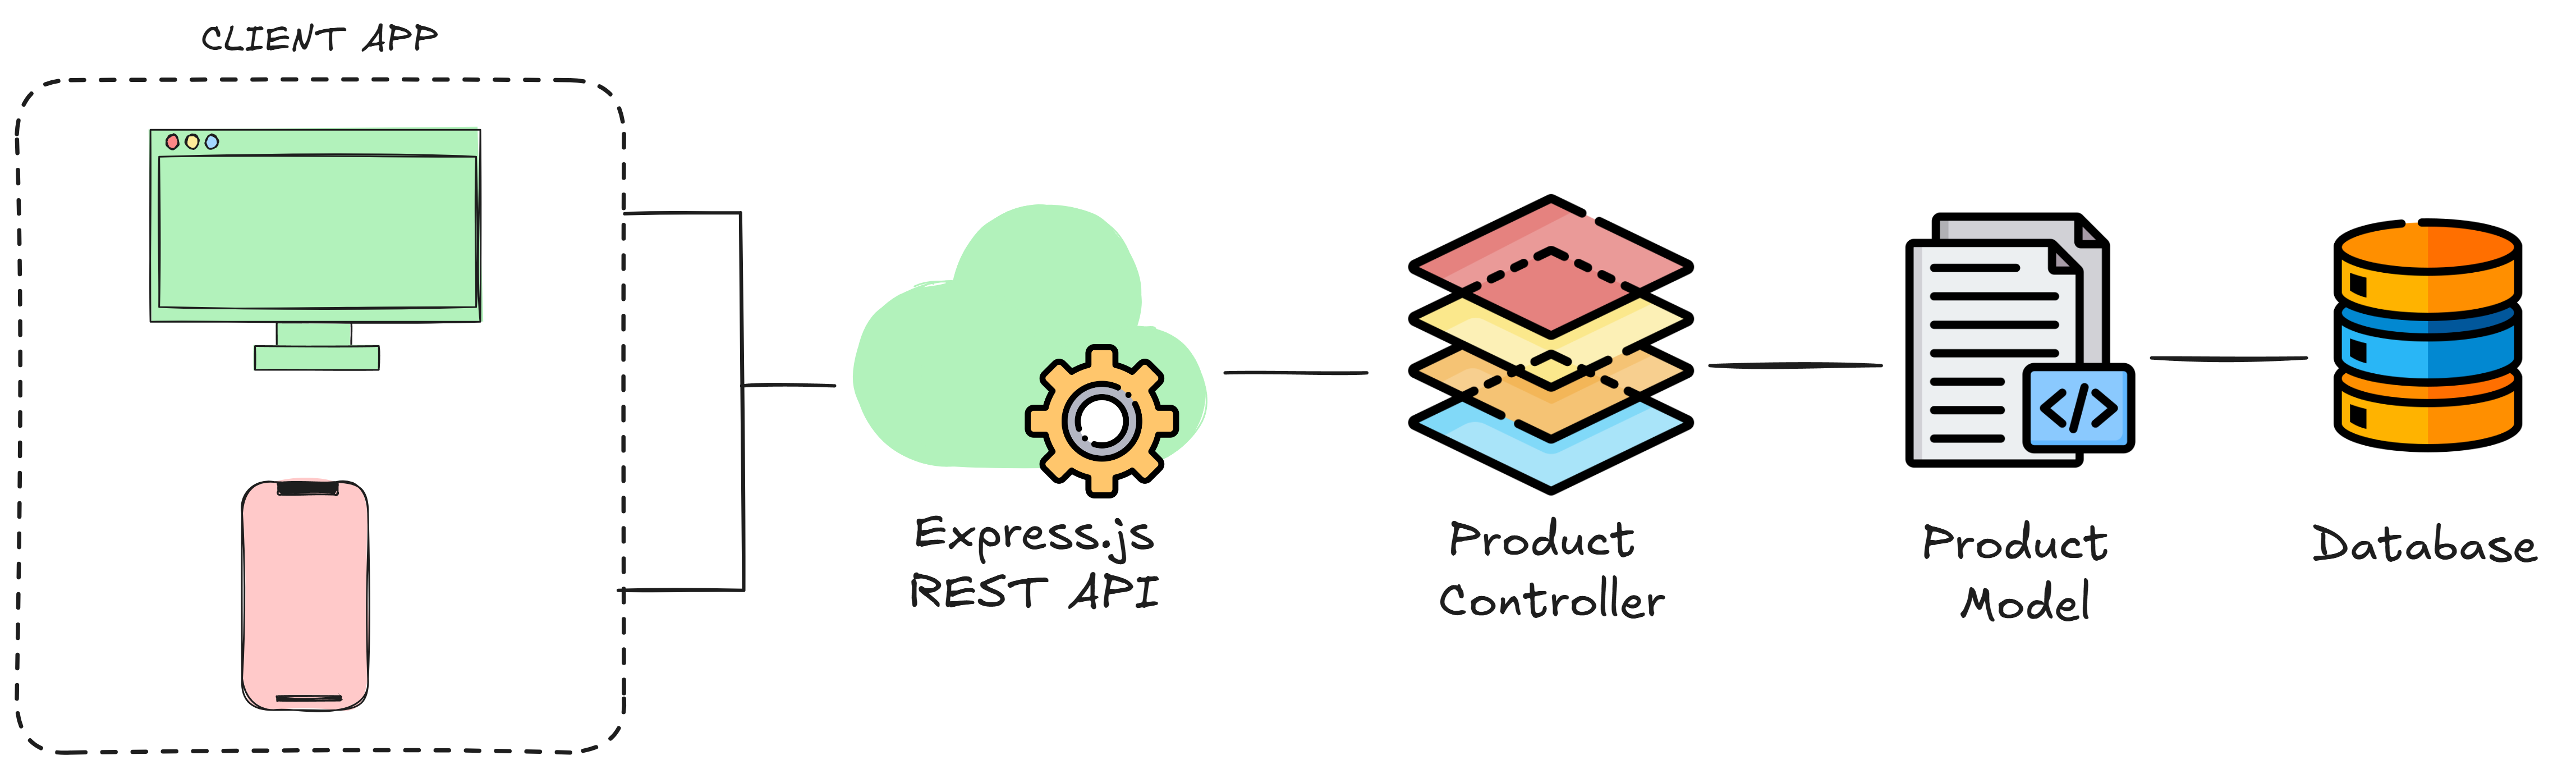 CLIENT APP
Express.js
REST API
Product
Controller
</>
Product
Model
Database